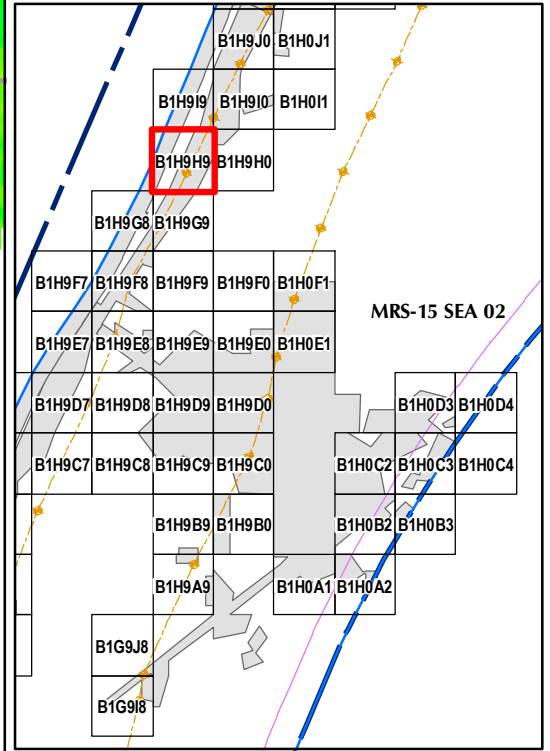 B1H9J0 B1H0J1
B1H9I9 B1H9I0 B1H0I1
B1H9H9 B1H9H0
B1H9G8 B1H9G9
B1H9F7 B1H9F8 B1H9F9 B1H9F0 B1H0F1
MRS-15 SEA 02
B1H9E7 B1H9E8 B1H9E9 B1H9E0 B1H0E1
B1H9D7 B1H9D8 B1H9D9 B1H9D0 B1H0D3 B1H0D4
B1H9C7 B1H9C8 B1H9C9 B1H9C0 B1H0C2 B1H0C3 B1H0C4
B1H9B9 B1H9B0 B1H0B2 B1H0B3
B1H9A9 B1H0A1 B1H0A2
B1G9J8
B1G9I8